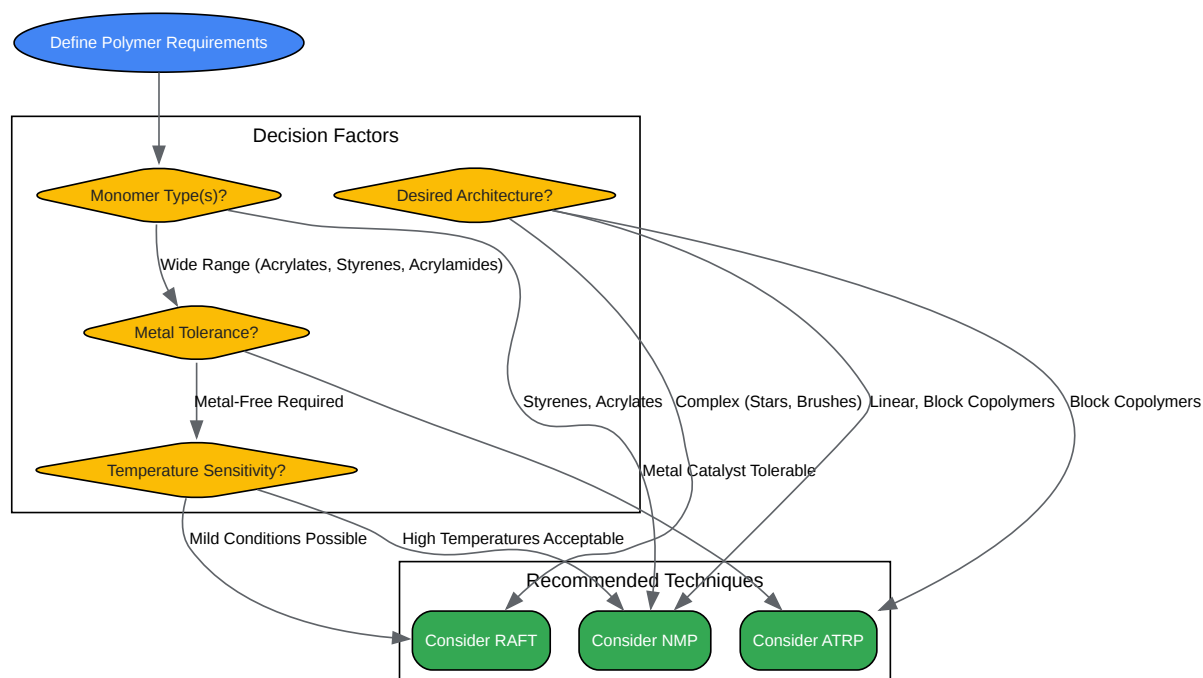 Define Polymer Requirements
Decision Factors
Monomer Type(s)?
Desired Architecture?
Wide Range (Acrylates, Styrenes, Acrylamides)
Metal Tolerance?
Metal-Free Required
Styrenes, Acrylates
Complex (Stars, Brushes)
Linear, Block Copolymers
Block Copolymers
Temperature Sensitivity?
Metal Catalyst Tolerable
Mild Conditions Possible
High Temperatures Acceptable
Recommended Techniques
Consider RAFT
Consider NMP
Consider ATRP